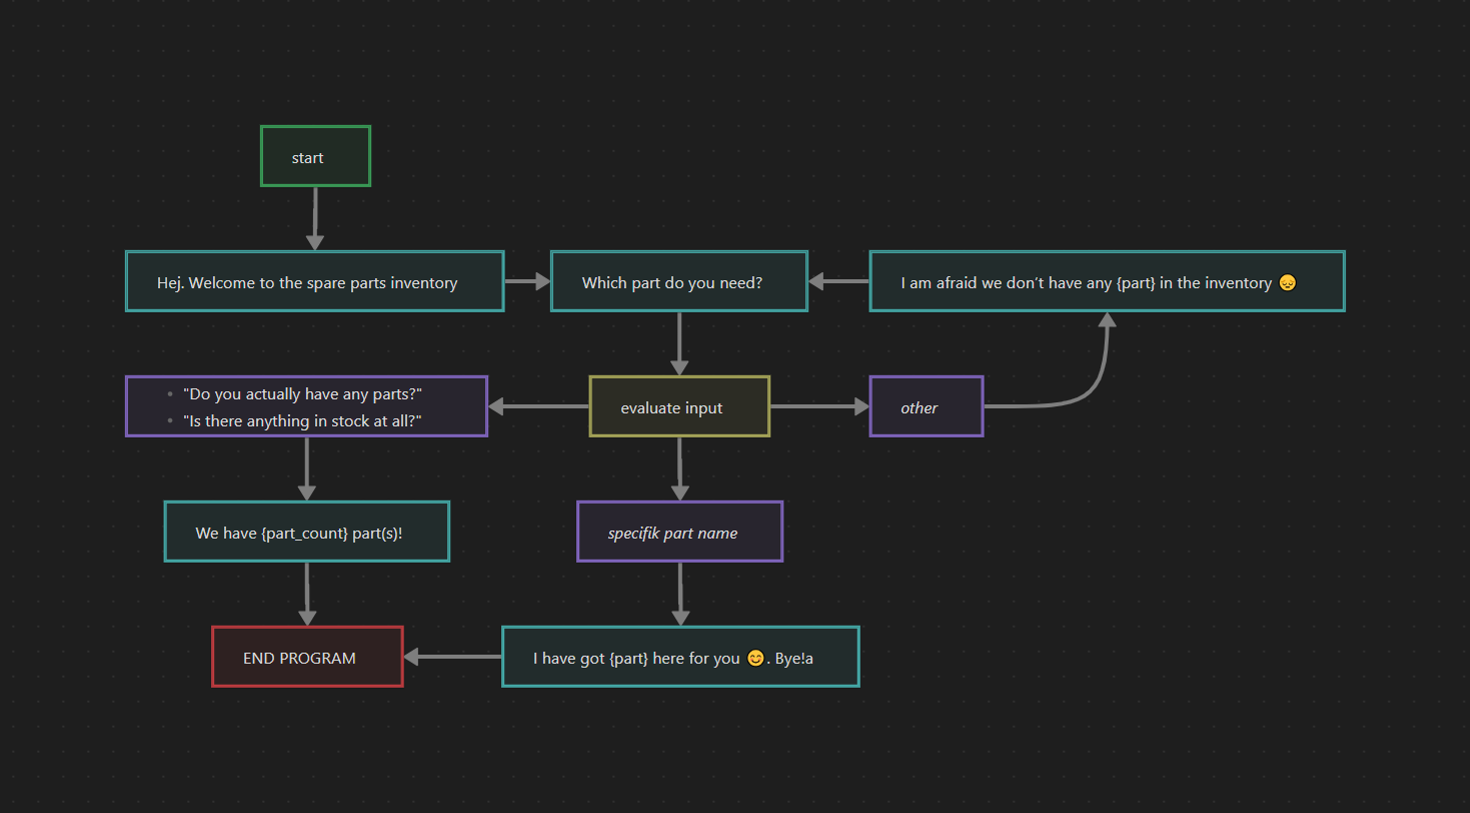 start
Hej. Welcome to the spare parts inventory
Which part do you need?
I am afraid we don't have any {part} in the inventory 😔
"Do you actually have any parts?"
"Is there anything in stock at all?"
evaluate input
other
We have {part_count} part(s)!
specifik part name
END PROGRAM
I have got {part} here for you 😊. Bye!a